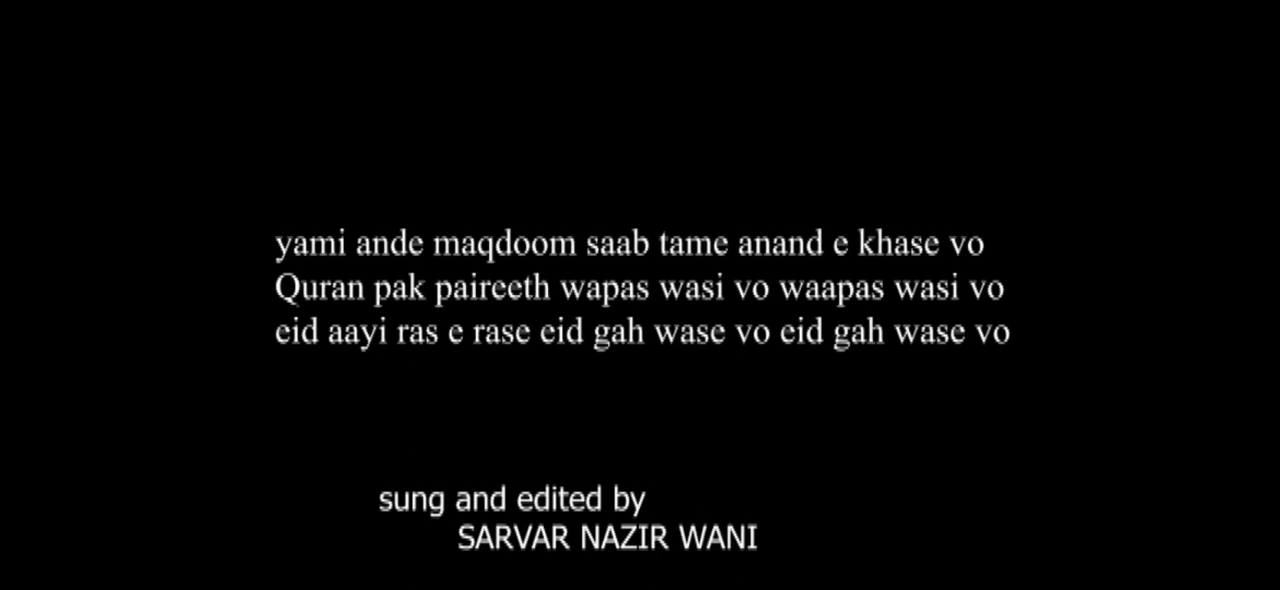 yami ande maqdoom saab tame anand e khase vo
Quran pak paireeth wapas wasi vo waapas wasi vo
eid aayi ras e rase eid gah wase vo eid gah wase vo
sung and edited by
SARVAR NAZIR WANI